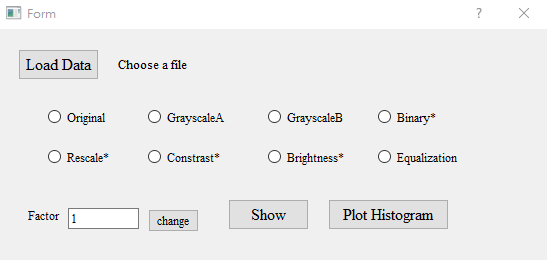 Form
Load Data Choose a file
Original GrayscaleA GrayscaleB Binary*
Rescale* Constrast* Brightness* Equalization
Factor 1 change Show Plot Histogram